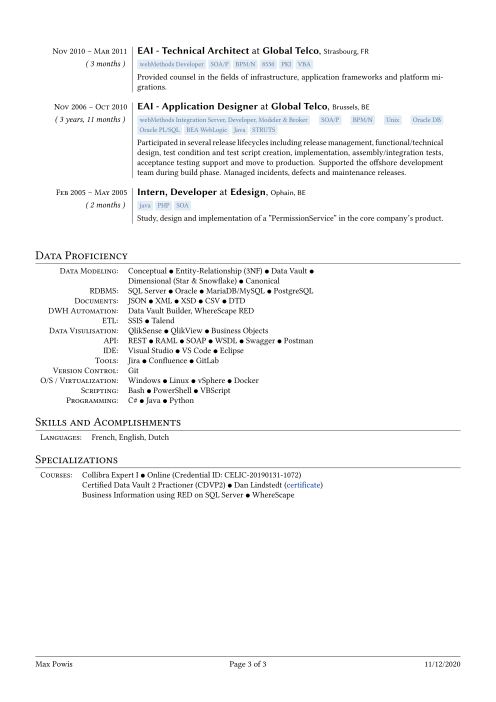 Nov 2010 – Mar 2011 EAI - Technical Architect at Global Telco, Strasbourg, FR
( 3 months ) webMethods Developer SOA/P BPM/N 8556 PKI VBA
Provided counsel in the fields of infrastructure, application frameworks and platform mi-
grations.
Nov 2006 – Oct 2010 EAI - Application Designer at Global Telco, Brussels, BE
( 3 years, 11 months ) webMethods Integration Server, Developer, Modeler & Broker SOA/P BPM/N Unix Oracle DB
Oracle PL/SQL BEA WebLogic Java STRUTS
Participated in several release lifecycles including release management, functional/technical
design, test condition and test script creation, implementation, assembly/integration tests,
acceptance testing support and move to production. Supported the offshore development
team during build phase. Managed incidents, defects and maintenance releases.
Feb 2005 – May 2005 Intern, Developer at Edesign, Ophain, BE
( 2 months ) java PHP SOA
Study, design and implementation of a "PermissionService" in the core company's product.
Data Proficiency
Data Modeling: Conceptual ● Entity-Relationship (3NF) ● Data Vault ●
Dimensional (Star & Snowflake) ● Canonical
RDBMS: SQL Server ● Oracle ● MariaDB/MySQL ● PostgreSQL
Documents: JSON ● XML ● XSD ● CSV ● DTD
DWH Automation: Data Vault Builder, WhereScape RED
ETL: SSIS ● Talend
Data Visulisation: QlikSense ● QlikView ● Business Objects
API: REST ● RAML ● SOAP ● WSDL ● Swagger ● Postman
IDE: Visual Studio ● VS Code ● Eclipse
Tools: Jira ● Confluence ● GitLab
Version Control: Git
O/S / Virtualization: Windows ● Linux ● vSphere ● Docker
Scripting: Bash ● PowerShell ● VBScript
Programming: C# ● Java ● Python
Skills and Acomplishments
Languages: French, English, Dutch
Specializations
Courses: Collibra Expert I ● Online (Credential ID: CELIC-20190131-1072)
Certified Data Vault 2 Practioner (CDVP2) ● Dan Lindstedt (certificate)
Business Information using RED on SQL Server ● WhereScape
Max Powis Page 3 of 3 11/12/2020